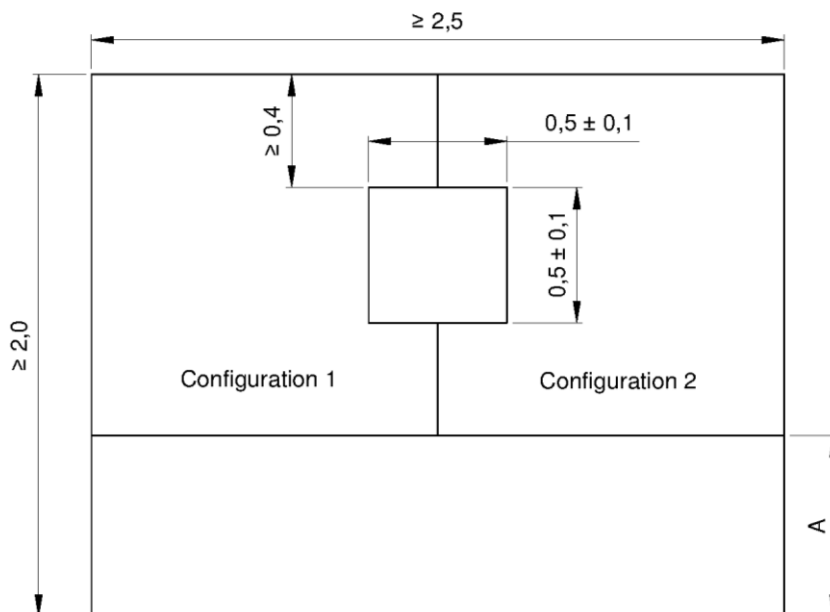 ≥ 2,5
≥ 0,4
0,5 ± 0,1
0,5 ± 0,1
≥ 2,0
Configuration 1
Configuration 2
A